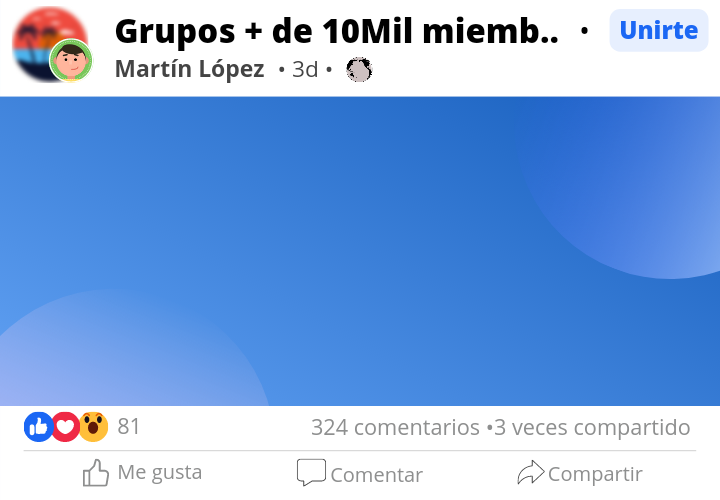 Grupos + de 10Mil miemb.. • Unirte
Martín López • 3d •
81 324 comentarios •3 veces compartido
Me gusta Comentar Compartir